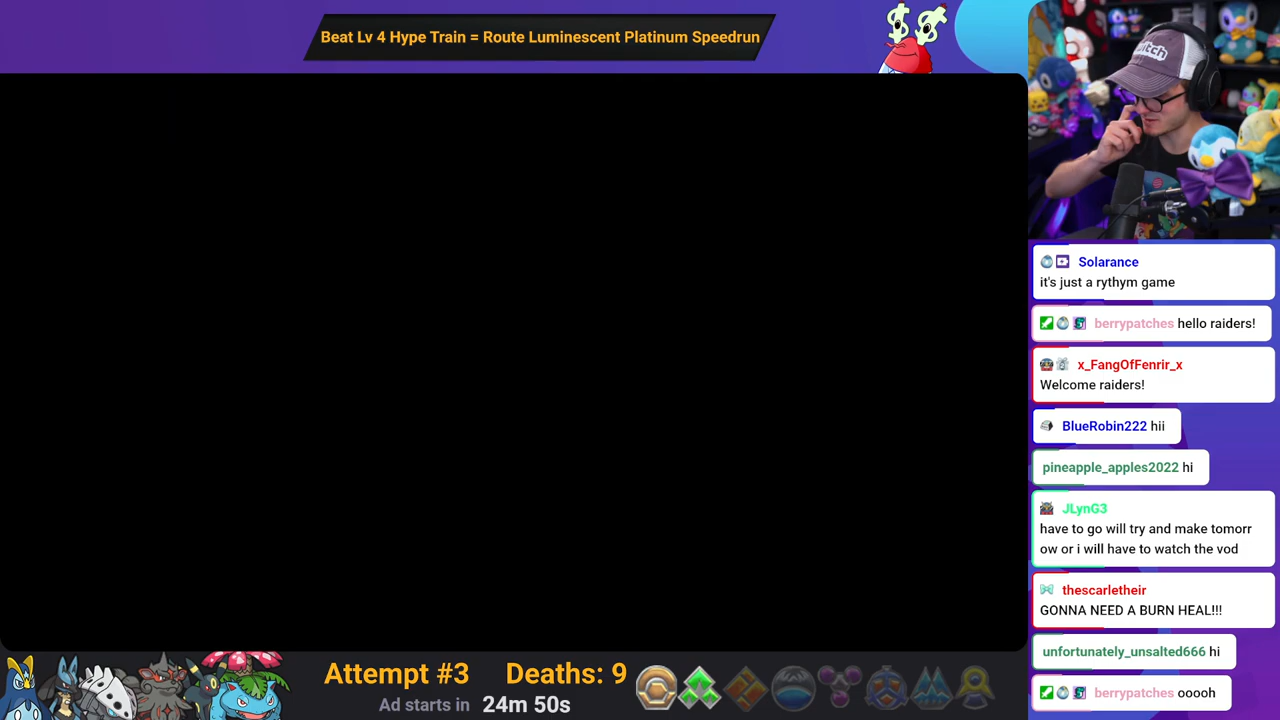 Beat Lv 4 Hype Train = Route Luminescent Platinum Speedrun
twitch
Solarance
it's just a rythym game
berrypatches hello raiders!
x_FangOfFenrir_x
Welcome raiders!
BlueRobin222 hii
pineapple_apples2022 hi
JLynG3
have to go will try and make tomorr
ow or i will have to watch the vod
thescarletheir
GONNA NEED A BURN HEAL!!!
unfortunately_unsalted666 hi
berrypatches ooooh
Attempt #3 Deaths: 9
Ad starts in 24m 50s